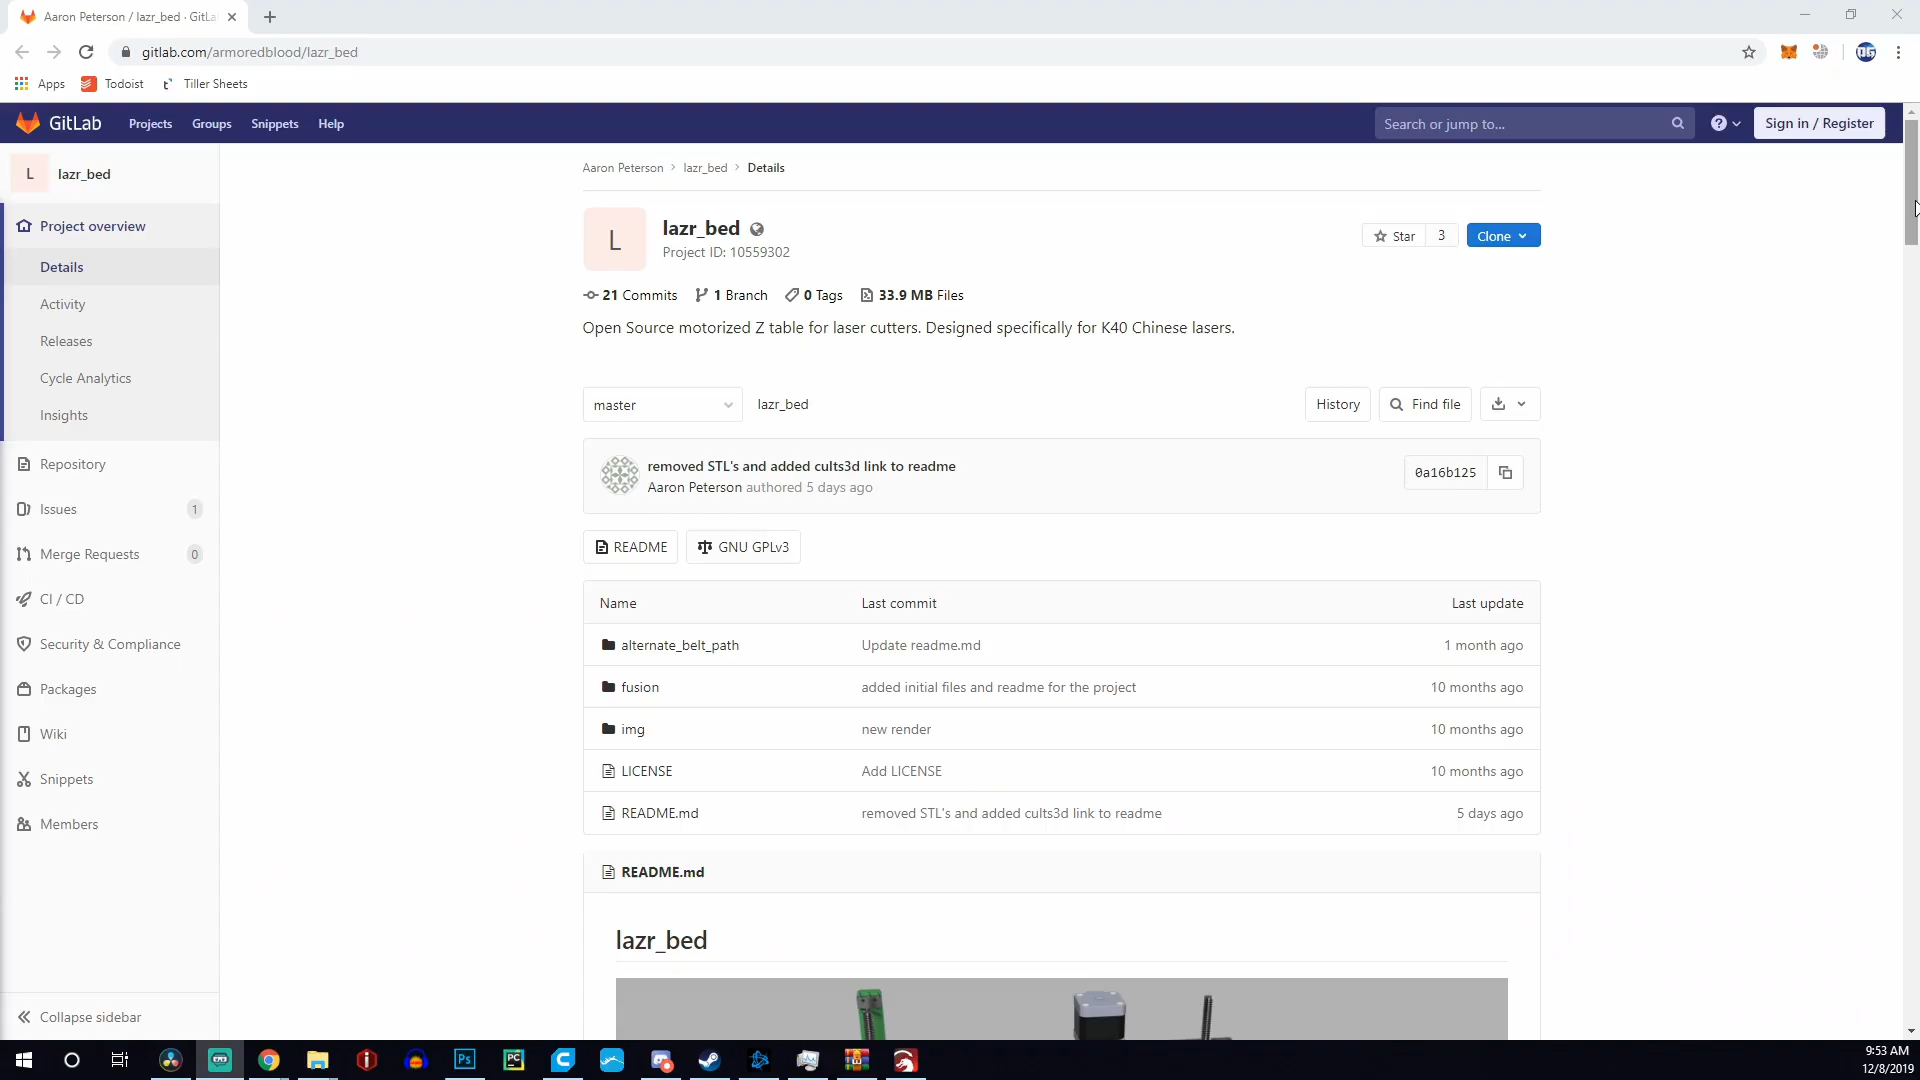 Aaron Peterson / lazr_bed · GitLa
gitlab.com/armoredblood/lazr_bed
Apps
Todoist
Tiller Sheets
GitLab
Projects
Groups
Snippets
Help
Search or jump to...
Sign in / Register
L
lazr_bed
Project overview
Details
Activity
Releases
Cycle Analytics
Insights
Repository
Issues
1
Merge Requests
0
CI / CD
Security & Compliance
Packages
Wiki
Snippets
Members
Collapse sidebar
Aaron Peterson > lazr_bed > Details
L
lazr_bed
Project ID: 10559302
Star
3
Clone
21 Commits
1 Branch
0 Tags
33.9 MB Files
Open Source motorized Z table for laser cutters. Designed specifically for K40 Chinese lasers.
master
lazr_bed
History
Find file
removed STL's and added cults3d link to readme
Aaron Peterson authored 5 days ago
0a16b125
README
GNU GPLv3
Name Last commit Last update
alternate_belt_path Update readme.md 1 month ago
fusion added initial files and readme for the project 10 months ago
img new render 10 months ago
LICENSE Add LICENSE 10 months ago
README.md removed STL's and added cults3d link to readme 5 days ago
README.md
lazr_bed
Ps
PC
9:53 AM
12/8/2019